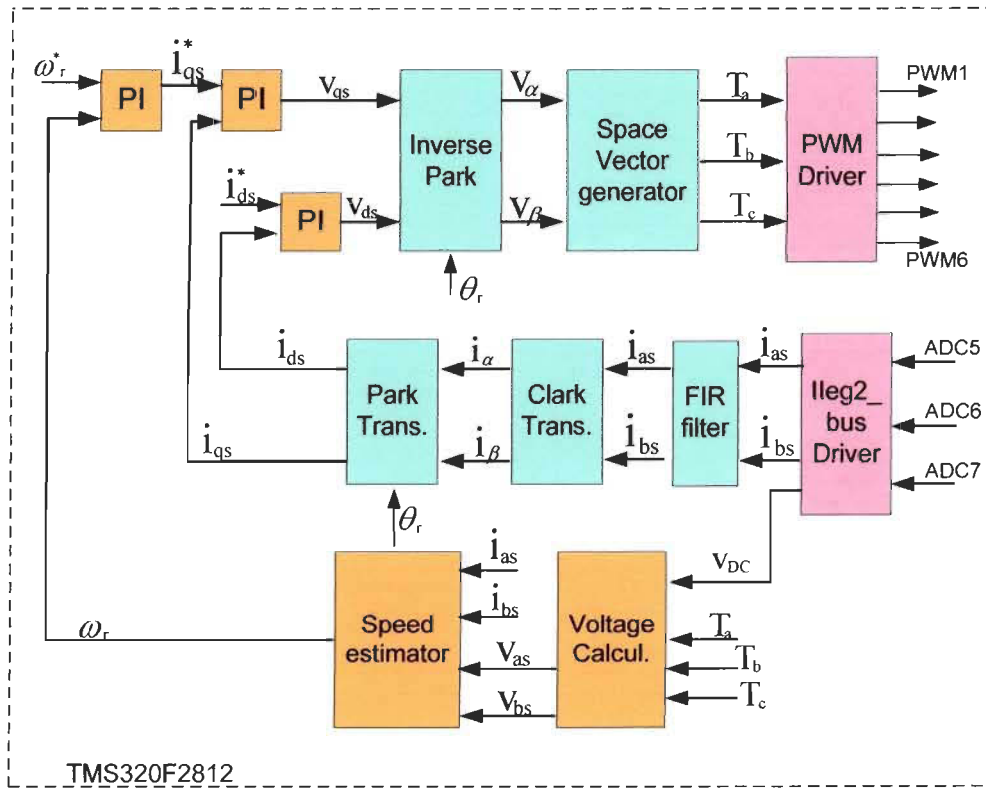 ω*r
i*qs
PI
PI
vqs
i*ds
PI
vds
Inverse
Park
θr
Vα
Vβ
Space
Vector
generator
Ta
Tb
Tc
PWM
Driver
PWM1
PWM6
ids
iqs
Park
Trans.
θr
iα
iβ
Clark
Trans.
ias
ibs
FIR
filter
ias
ibs
Ileg2_
bus
Driver
ADC5
ADC6
ADC7
ωr
Speed
estimator
ias
ibs
Vas
Vbs
Voltage
Calcul.
vDC
Ta
Tb
Tc
TMS320F2812